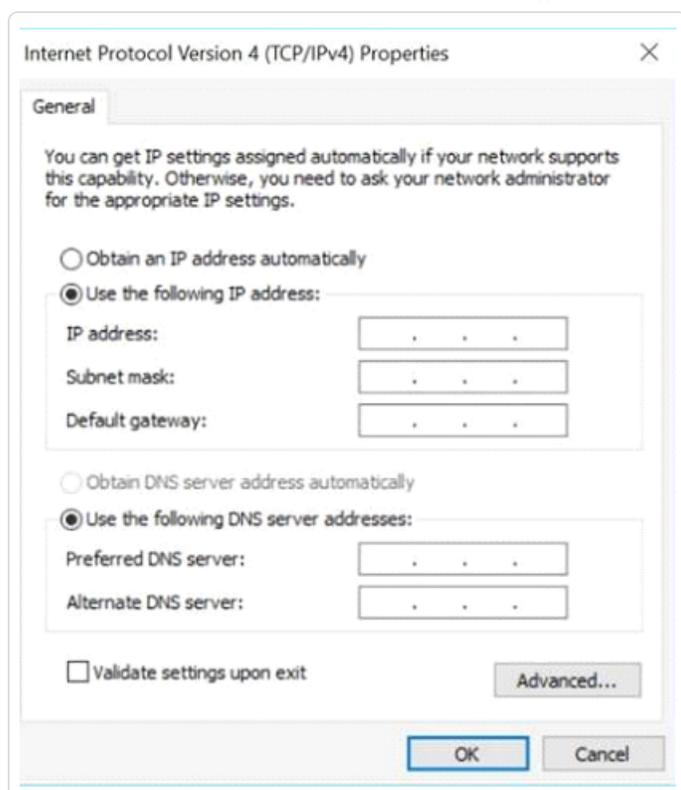 Internet Protocol Version 4 (TCP/IPv4) Properties
General
You can get IP settings assigned automatically if your network supports
this capability. Otherwise, you need to ask your network administrator
for the appropriate IP settings.
Obtain an IP address automatically
Use the following IP address:
IP address:
Subnet mask:
Default gateway:
Obtain DNS server address automatically
Use the following DNS server addresses:
Preferred DNS server:
Alternate DNS server:
Validate settings upon exit
Advanced...
OK
Cancel